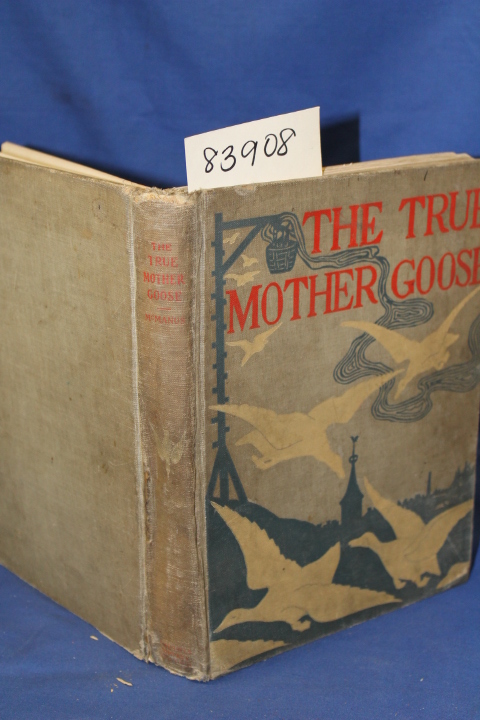 83908
THE TRUE
MOTHER GOOSE
THE
TRUE
MOTHER
GOOSE